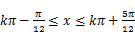 kπ − π/12 ≤ x ≤ kπ + 5π/12